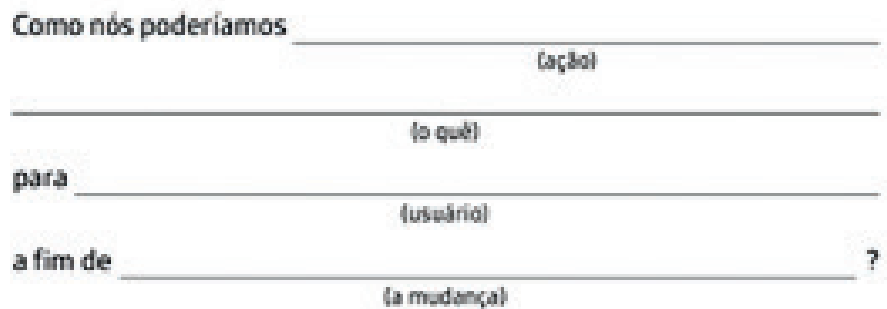 Como nós poderíamos
(ação)
(o quê)
para
(usuário)
a fim de ?
(a mudança)